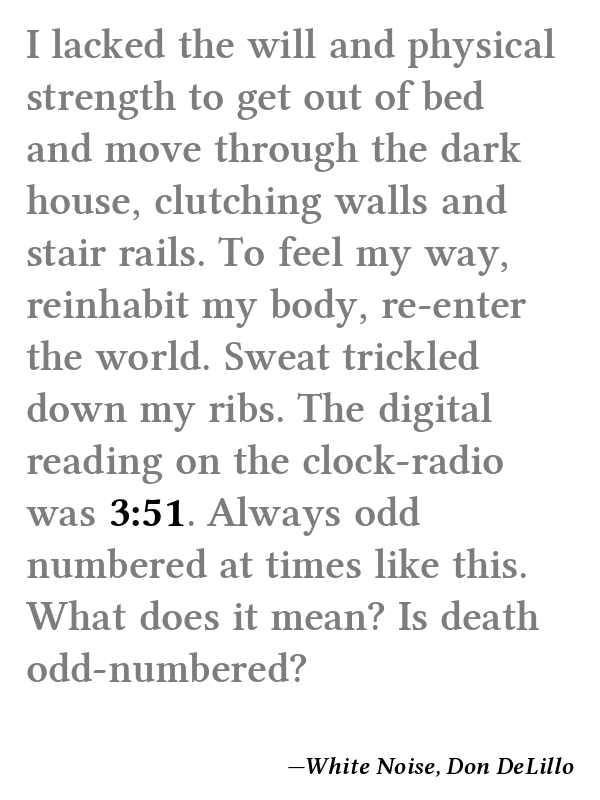 I lacked the will and physical
strength to get out of bed
and move through the dark
house, clutching walls and
stair rails. To feel my way,
reinhabit my body, re-enter
the world. Sweat trickled
down my ribs. The digital
reading on the clock-radio
was 3:51. Always odd
numbered at times like this.
What does it mean? Is death
odd-numbered?
—White Noise, Don DeLillo